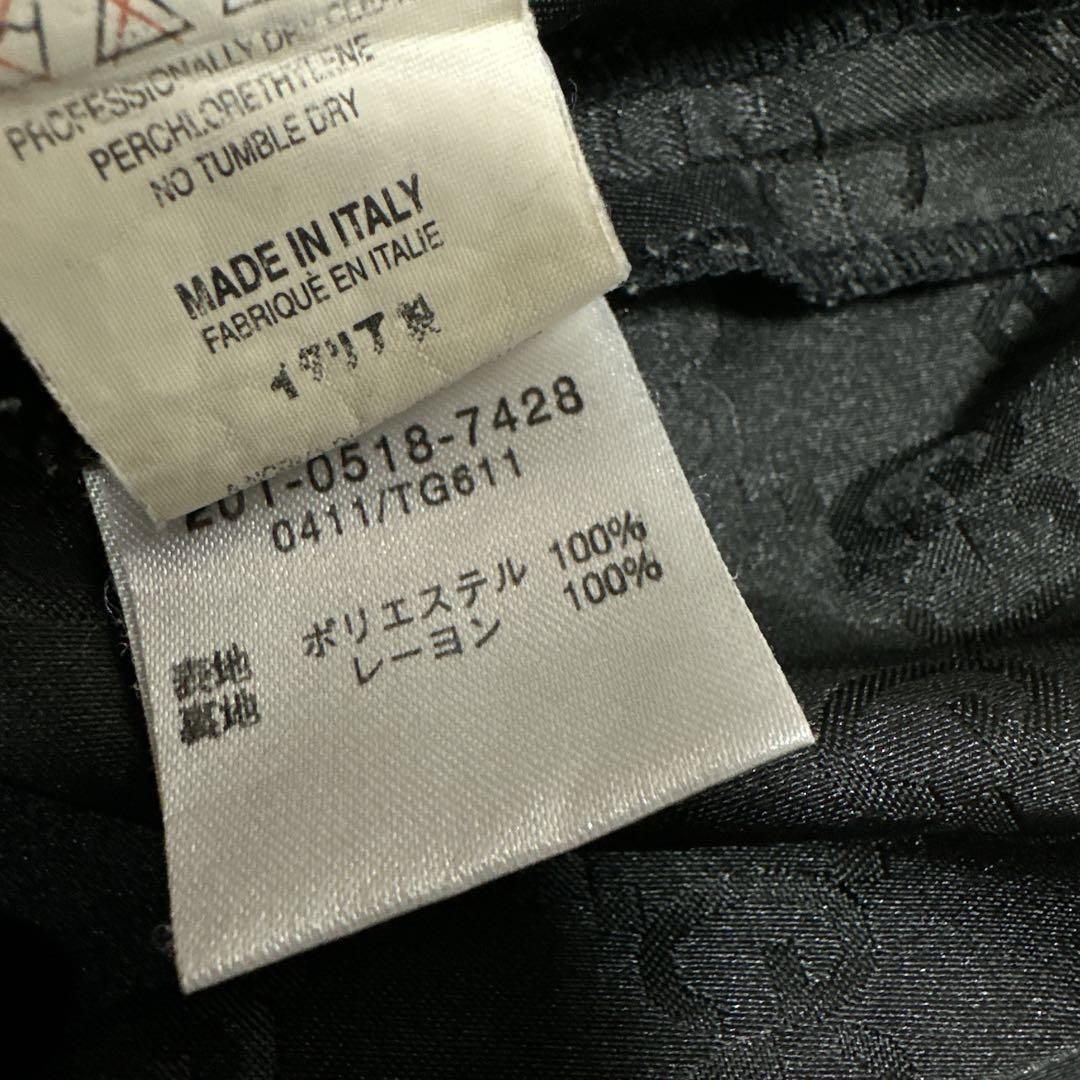 PROFESSIONALLY DRY CLEAN
PERCHLORETHYLENE
NO TUMBLE DRY
MADE IN ITALY
FABRIQUÈ EN ITALIE
イタリア製
201-0518-7428
0411/TG611
表地 ポリエステル 100%
裏地 レーヨン 100%